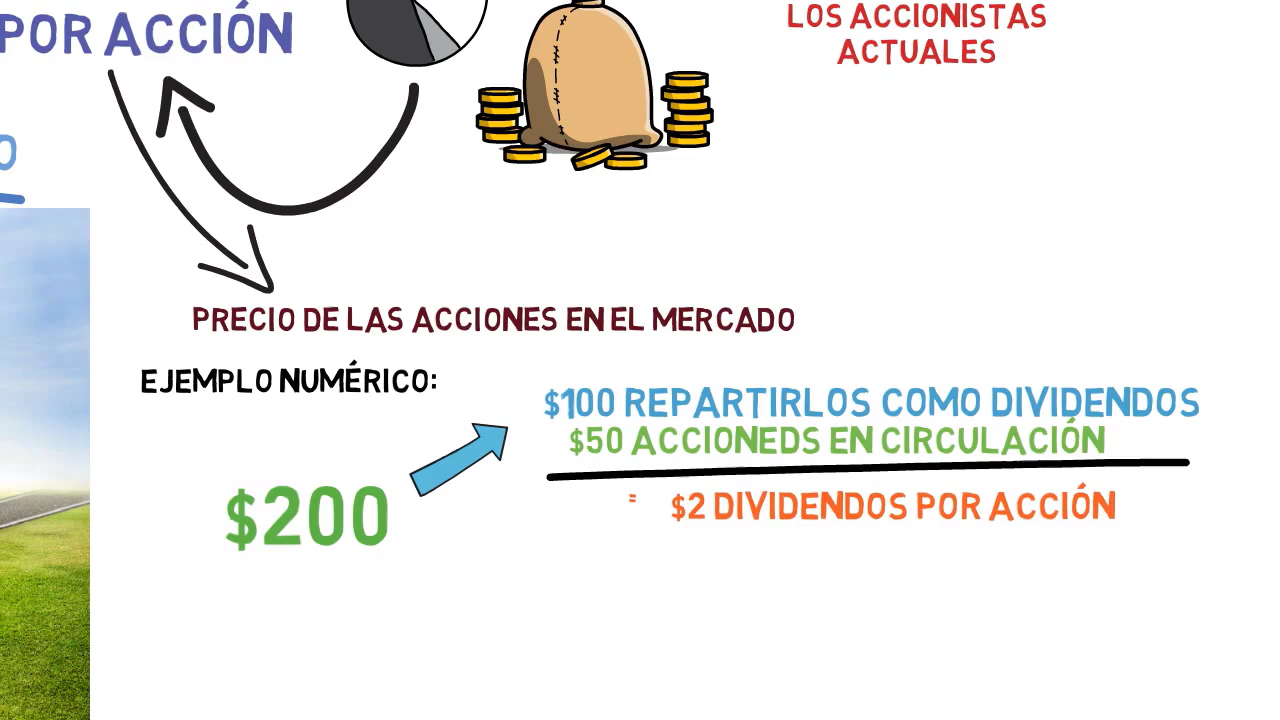 POR ACCIÓN
LOS ACCIONISTAS
ACTUALES
O
PRECIO DE LAS ACCIONES EN EL MERCADO
EJEMPLO NUMÉRICO:
$100 REPARTIRLOS COMO DIVIDENDOS
$50 ACCIONEDS EN CIRCULACIÓN
$200
= $2 DIVIDENDOS POR ACCIÓN